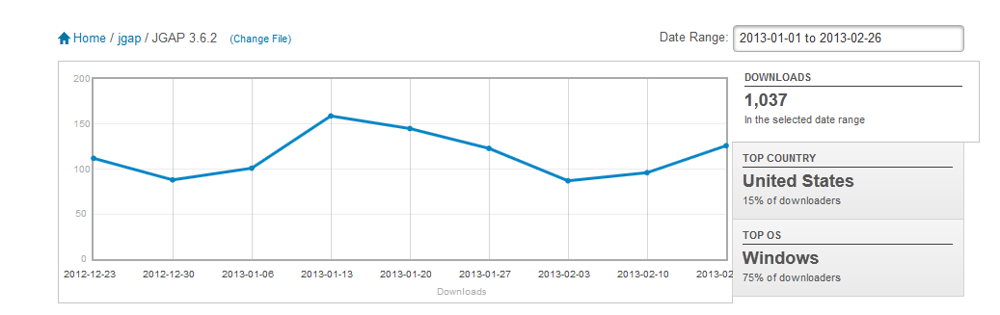 Home / jgap / JGAP 3.6.2 (Change File)
Date Range: 2013-01-01 to 2013-02-26
200
150
100
50
0
2012-12-23 2012-12-30 2013-01-06 2013-01-13 2013-01-20 2013-01-27 2013-02-03 2013-02-10 2013-02
Downloads
DOWNLOADS
1,037
In the selected date range
TOP COUNTRY
United States
15% of downloaders
TOP OS
Windows
75% of downloaders